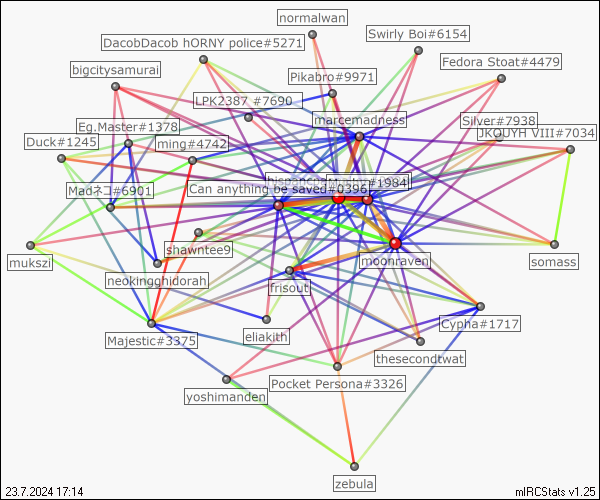 normalwan
Swirly Boi#6154
DacobDacob hORNY police#5271
Fedora Stoat#4479
bigcitysamurai
Pikabro#9971
LPK2387 #7690
marcemadness
Silver#7938
Eg.Master#1378
JKGUYH VIII#7034
Duck#1245
ming#4742
#1984
Can anything be saved#0396
Madネコ#6901
shawntee9
moonraven
somass
mukszi
neokingghidorah
frisout
Cypha#1717
eliakith
Majestic#3375
thesecondtwat
Pocket Persona#3326
yoshimanden
zebula
23.7.2024 17:14
mIRCStats v1.25